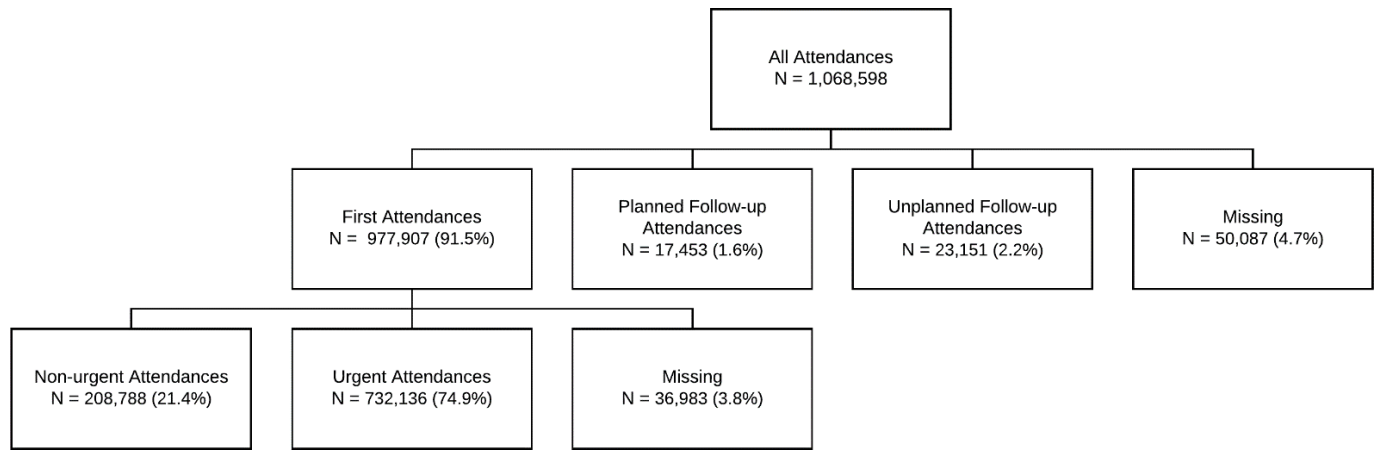 All Attendances
N = 1,068,598
First Attendances
N = 977,907 (91.5%)
Planned Follow-up
Attendances
N = 17,453 (1.6%)
Unplanned Follow-up
Attendances
N = 23,151 (2.2%)
Missing
N = 50,087 (4.7%)
Non-urgent Attendances
N = 208,788 (21.4%)
Urgent Attendances
N = 732,136 (74.9%)
Missing
N = 36,983 (3.8%)